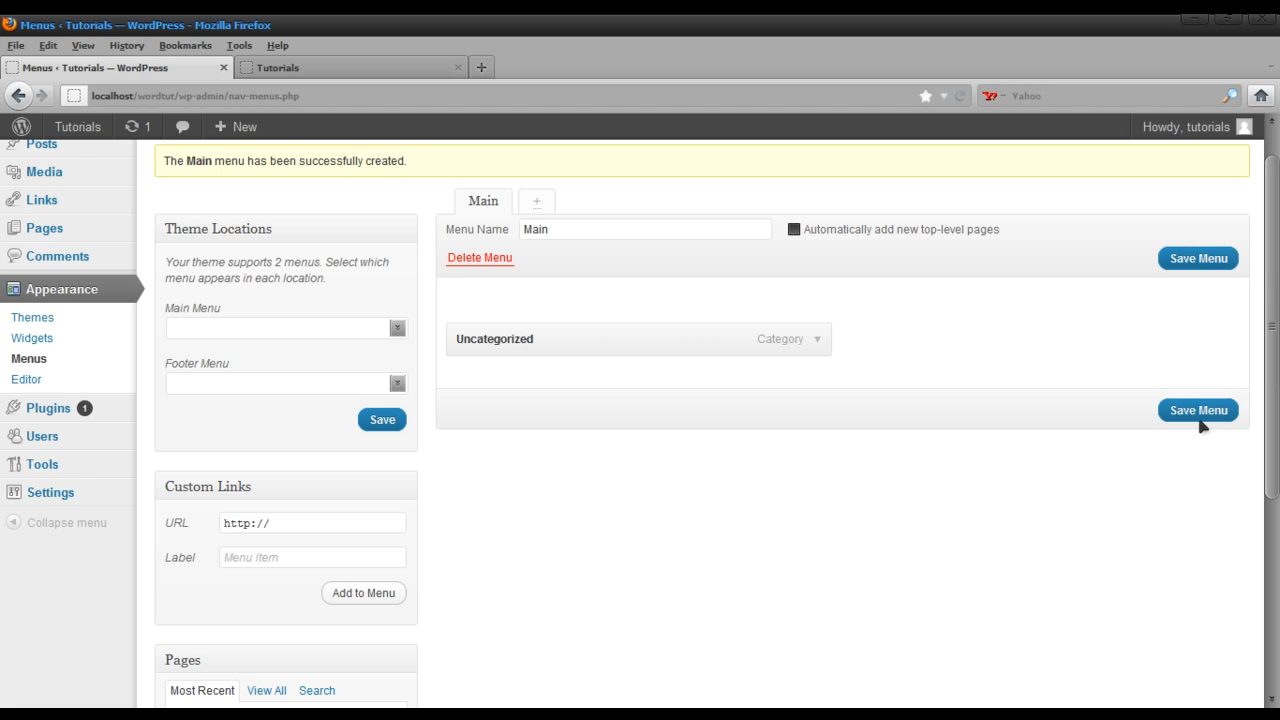 Menus ‹ Tutorials — WordPress - Mozilla Firefox
File Edit View History Bookmarks Tools Help
Menus ‹ Tutorials — WordPress × Tutorials × +
localhost/wordtut/wp-admin/nav-menus.php Yahoo
Tutorials 1 + New Howdy, tutorials
Posts
Media
Links
Pages
Comments
Appearance
Themes
Widgets
Menus
Editor
Plugins 1
Users
Tools
Settings
Collapse menu
The Main menu has been successfully created.
Theme Locations
Your theme supports 2 menus. Select which
menu appears in each location.
Main Menu
Footer Menu
Save
Custom Links
URL http://
Label Menu Item
Add to Menu
Pages
Most Recent View All Search
Main +
Menu Name Main Automatically add new top-level pages
Delete Menu Save Menu
Uncategorized Category
Save Menu